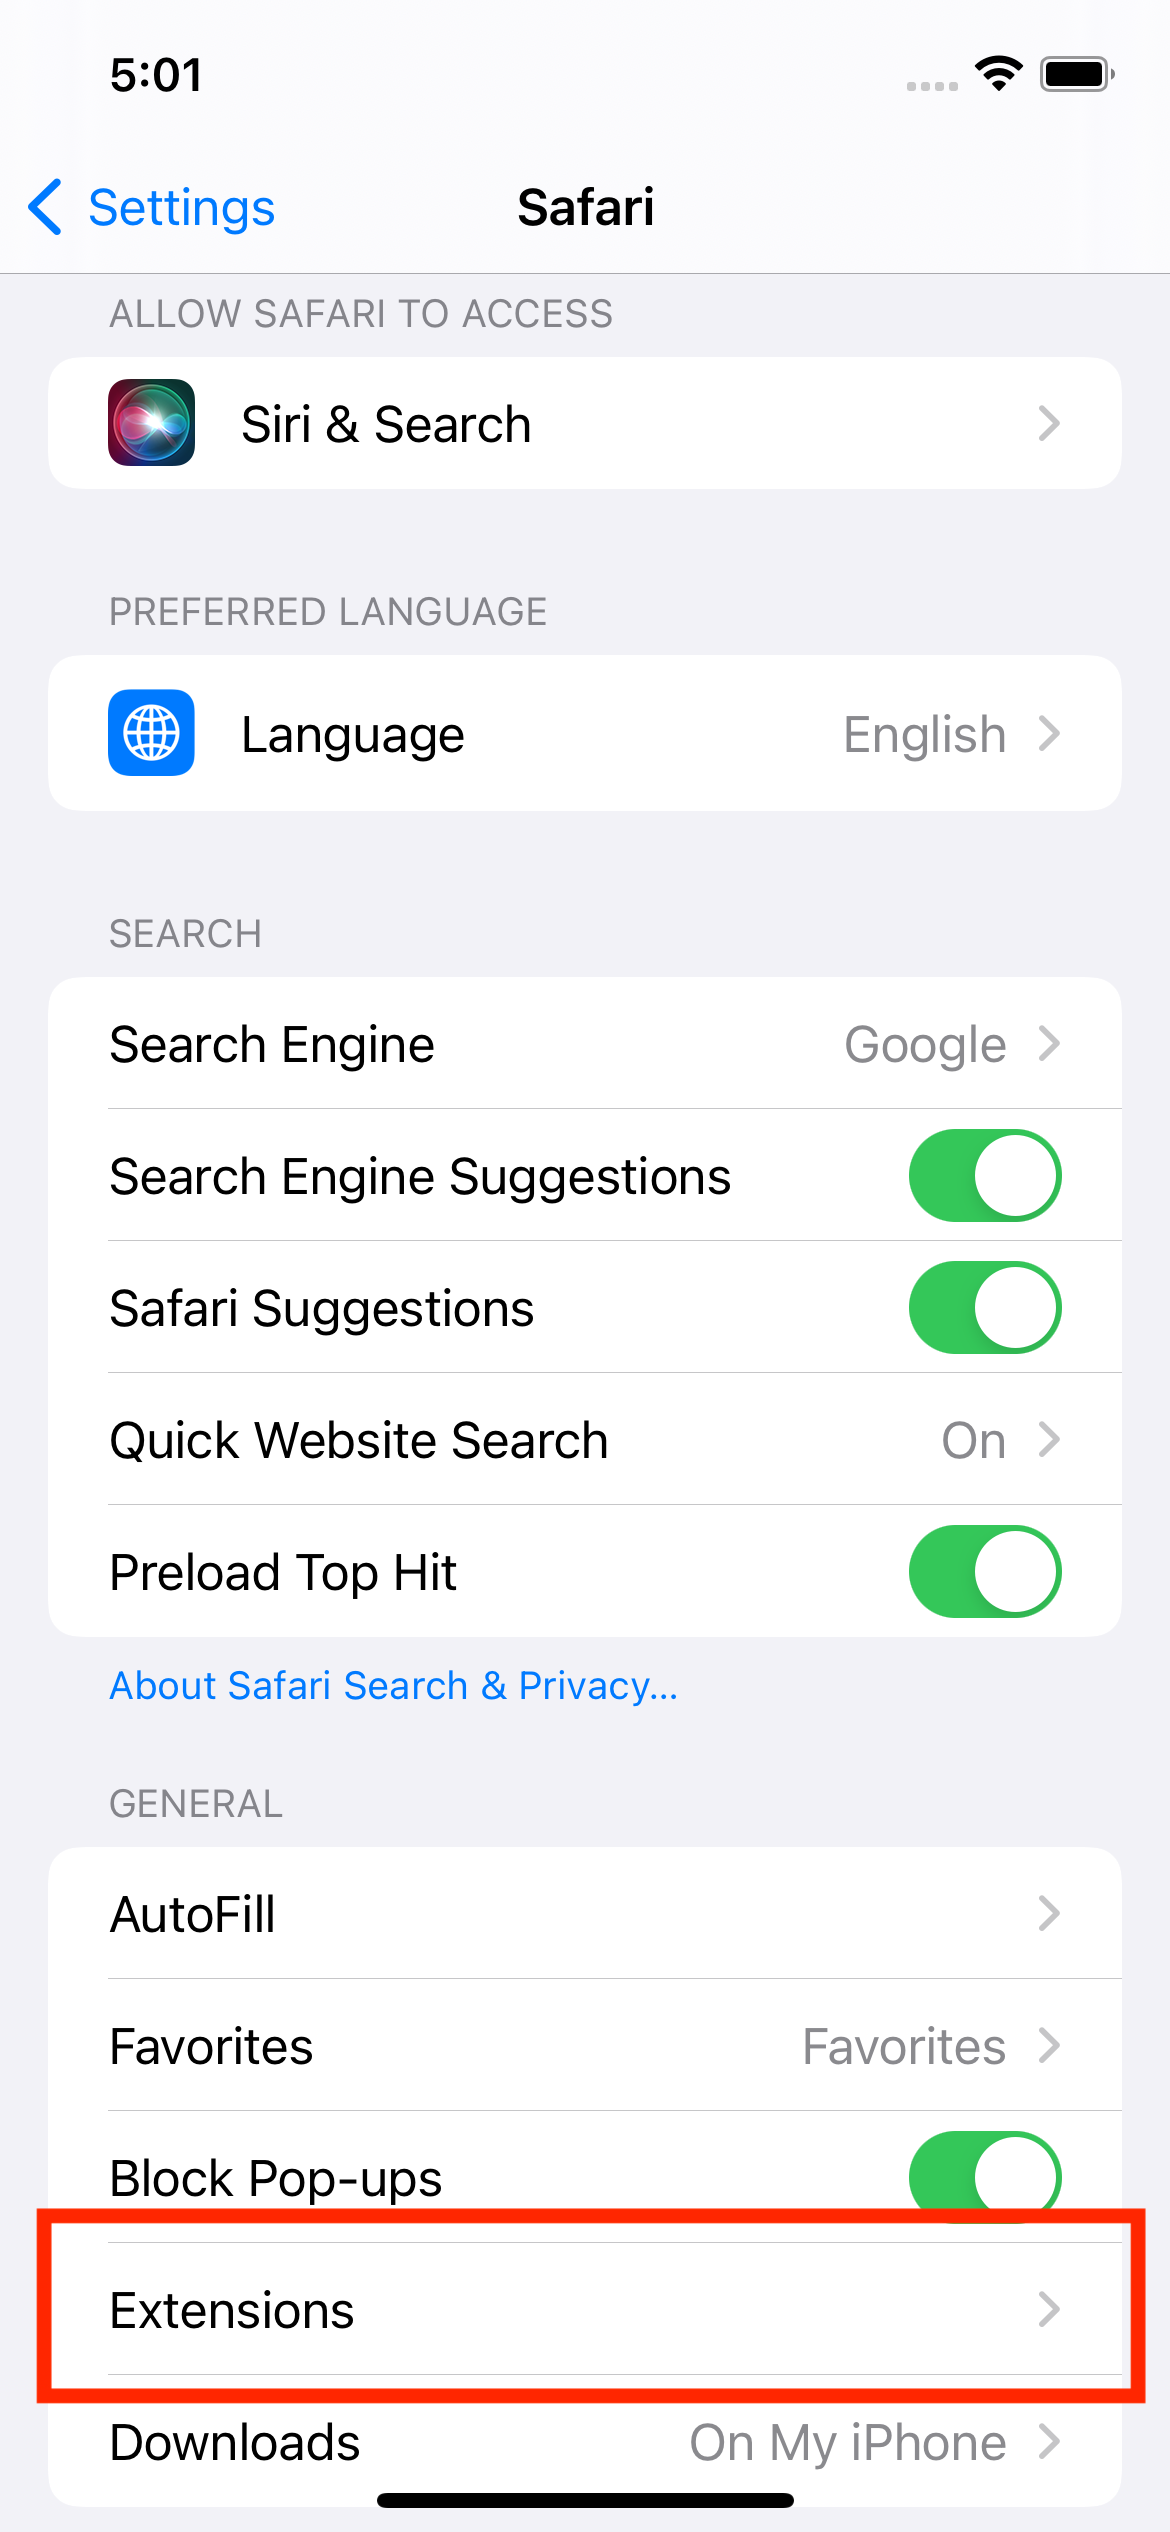 5:01
Settings
Safari
ALLOW SAFARI TO ACCESS
Siri & Search
PREFERRED LANGUAGE
Language English
SEARCH
Search Engine Google
Search Engine Suggestions
Safari Suggestions
Quick Website Search On
Preload Top Hit
About Safari Search & Privacy...
GENERAL
AutoFill
Favorites Favorites
Block Pop-ups
Extensions
Downloads On My iPhone